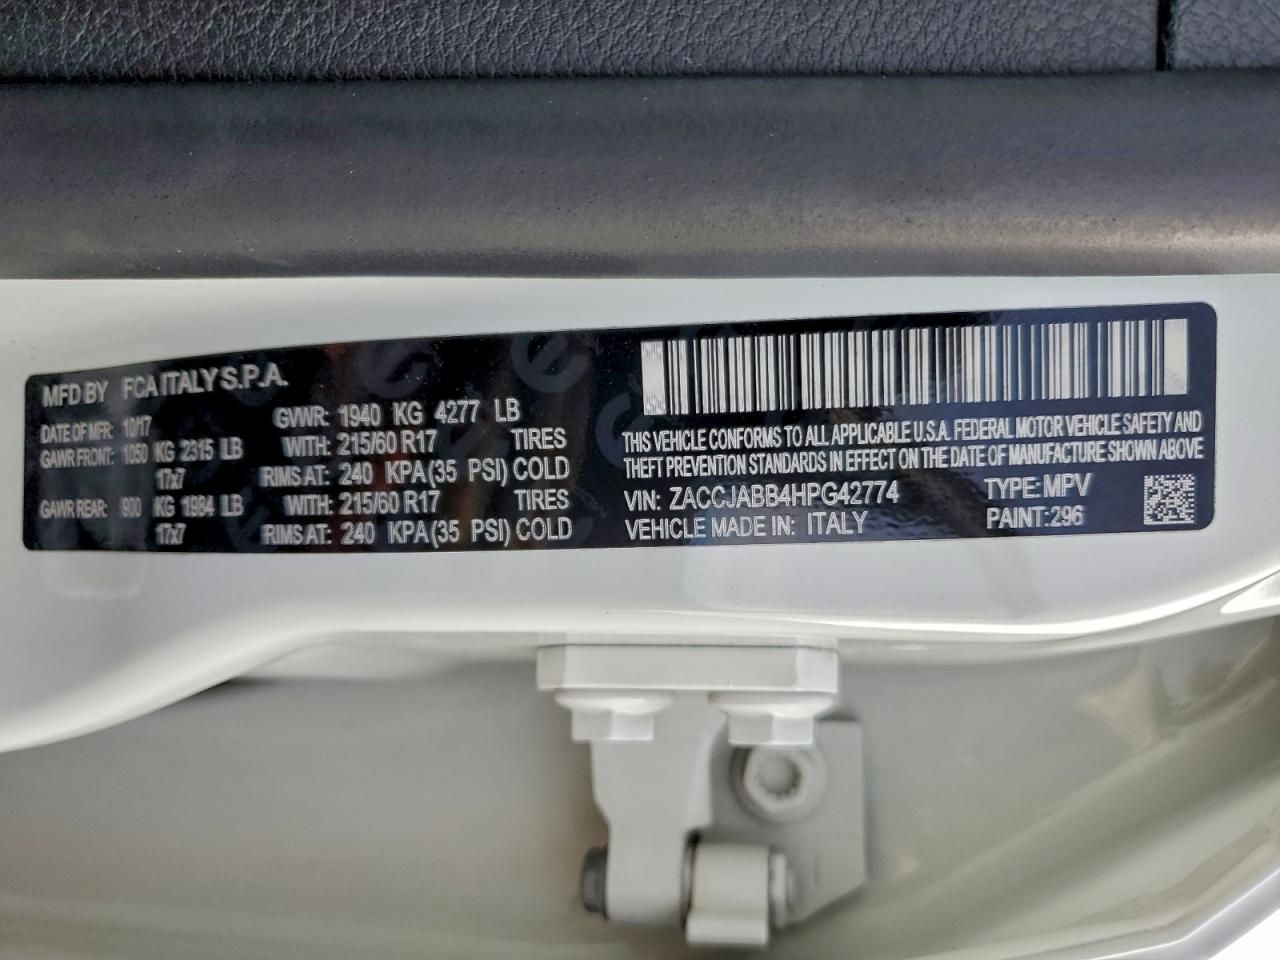 MFD BY FCA ITALY S.P.A.
DATE OF MFR: 10/17 GVWR: 1940 KG 4277 LB
GAWR FRONT: 1050 KG 2315 LB WITH: 215/60 R17 TIRES
17x7 RIMS AT: 240 KPA(35 PSI) COLD
GAWR REAR: 900 KG 1984 LB WITH: 215/60 R17 TIRES
17x7 RIMS AT: 240 KPA(35 PSI) COLD
THIS VEHICLE CONFORMS TO ALL APPLICABLE U.S.A. FEDERAL MOTOR VEHICLE SAFETY AND
THEFT PREVENTION STANDARDS IN EFFECT ON THE DATE OF MANUFACTURE SHOWN ABOVE
VIN: ZACCJABB4HPG42774 TYPE: MPV
VEHICLE MADE IN: ITALY PAINT:296